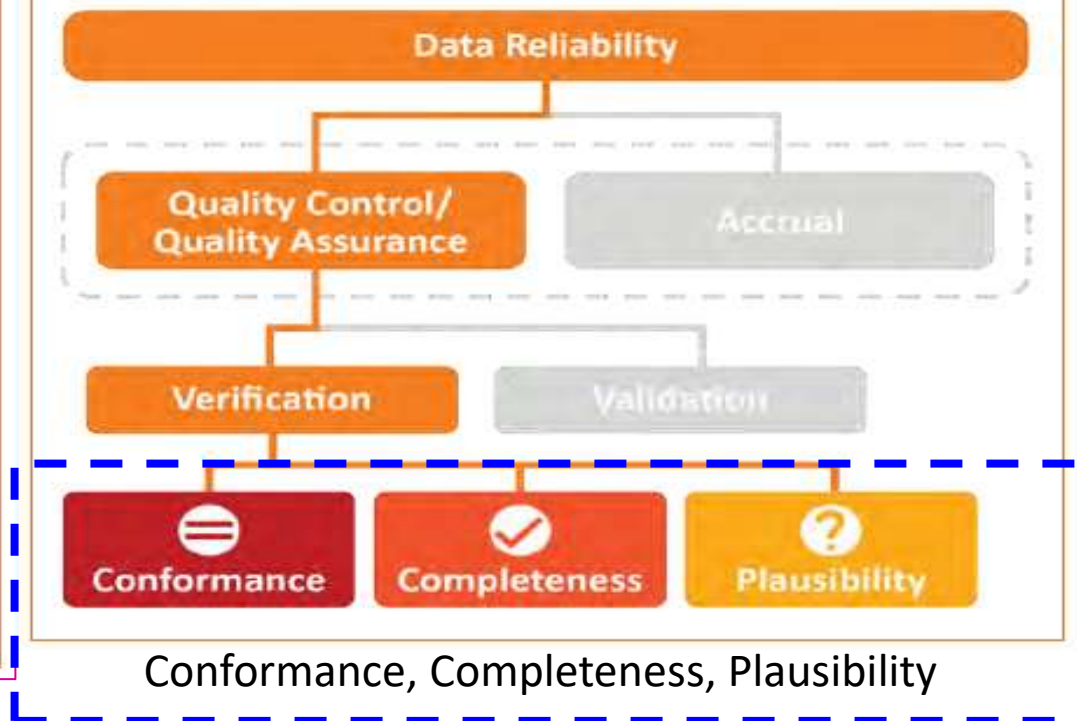 Data Reliability
Quality Control/
Quality Assurance
Accrual
Verification
Validation
Conformance
Completeness
Plausibility
Conformance, Completeness, Plausibility